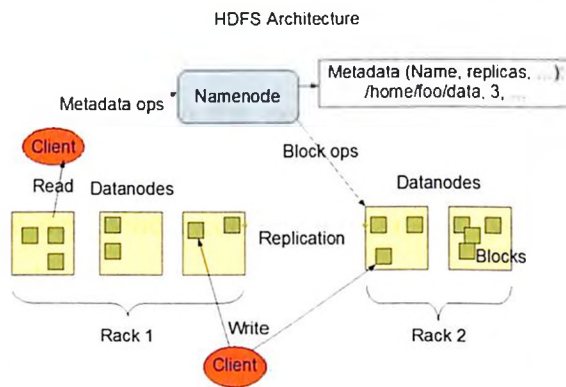 HDFS Architecture
Metadata (Name, replicas, ...)
/home/foo/data, 3, ...
Namenode
Metadata ops
Client
Block ops
Read
Datanodes
Datanodes
Replication
Blocks
Rack 1
Write
Rack 2
Client